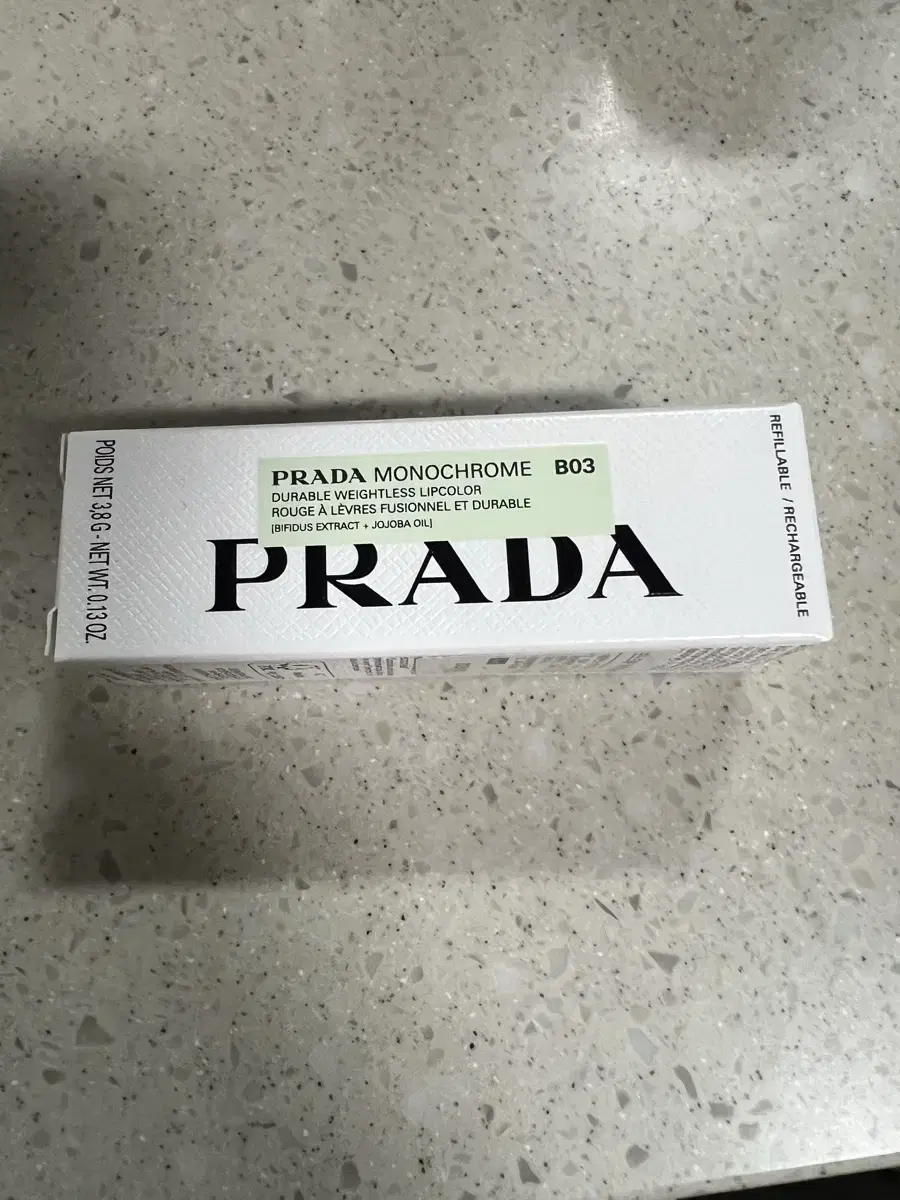 PRADA MONOCHROME B03
DURABLE WEIGHTLESS LIPCOLOR
ROUGE À LÈVRES FUSIONNEL ET DURABLE
[BIFIDUS EXTRACT + JOJOBA OIL]
PRADA
POIDS NET 3,8 G - NET WT. 0.13 OZ.
REFILLABLE / RECHARGEABLE